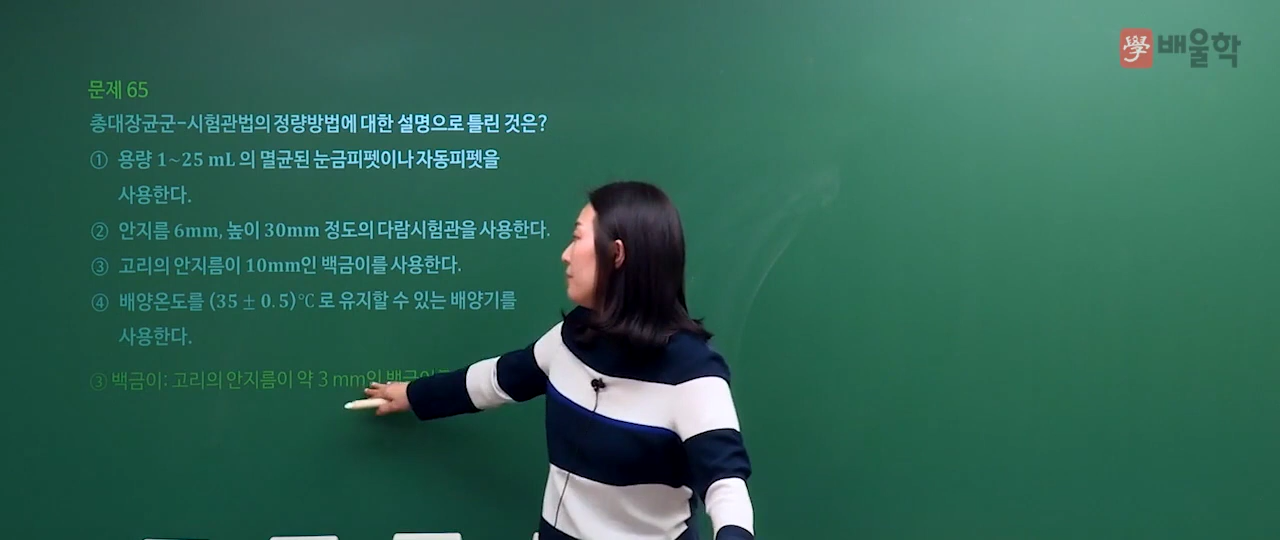 學 배울학
문제 65
총대장균군-시험관법의 정량방법에 대한 설명으로 틀린 것은?
① 용량 1~25 mL 의 멸균된 눈금피펫이나 자동피펫을
사용한다.
② 안지름 6mm, 높이 30mm 정도의 다람시험관을 사용한다.
③ 고리의 안지름이 10mm인 백금이를 사용한다.
④ 배양온도를 (35 ± 0.5)℃ 로 유지할 수 있는 배양기를
사용한다.
③ 백금이: 고리의 안지름이 약 3 mm인